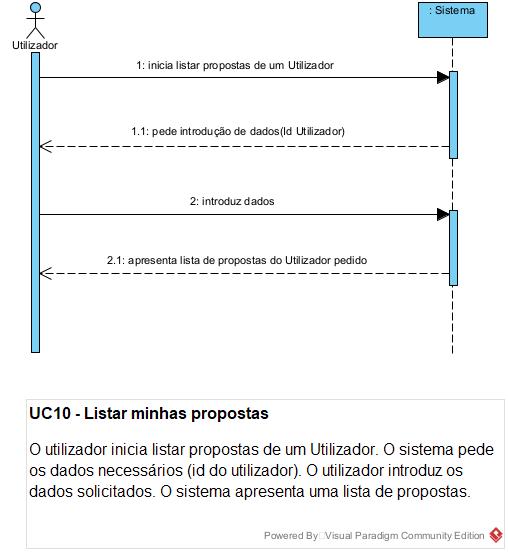 : Sistema
Utilizador
1: inicia listar propostas de um Utilizador
1.1: pede introdução de dados(Id Utilizador)
2: introduz dados
2.1: apresenta lista de propostas do Utilizador pedido
UC10 - Listar minhas propostas
O utilizador inicia listar propostas de um Utilizador. O sistema pede
os dados necessários (id do utilizador). O utilizador introduz os
dados solicitados. O sistema apresenta uma lista de propostas.
Powered By Visual Paradigm Community Edition